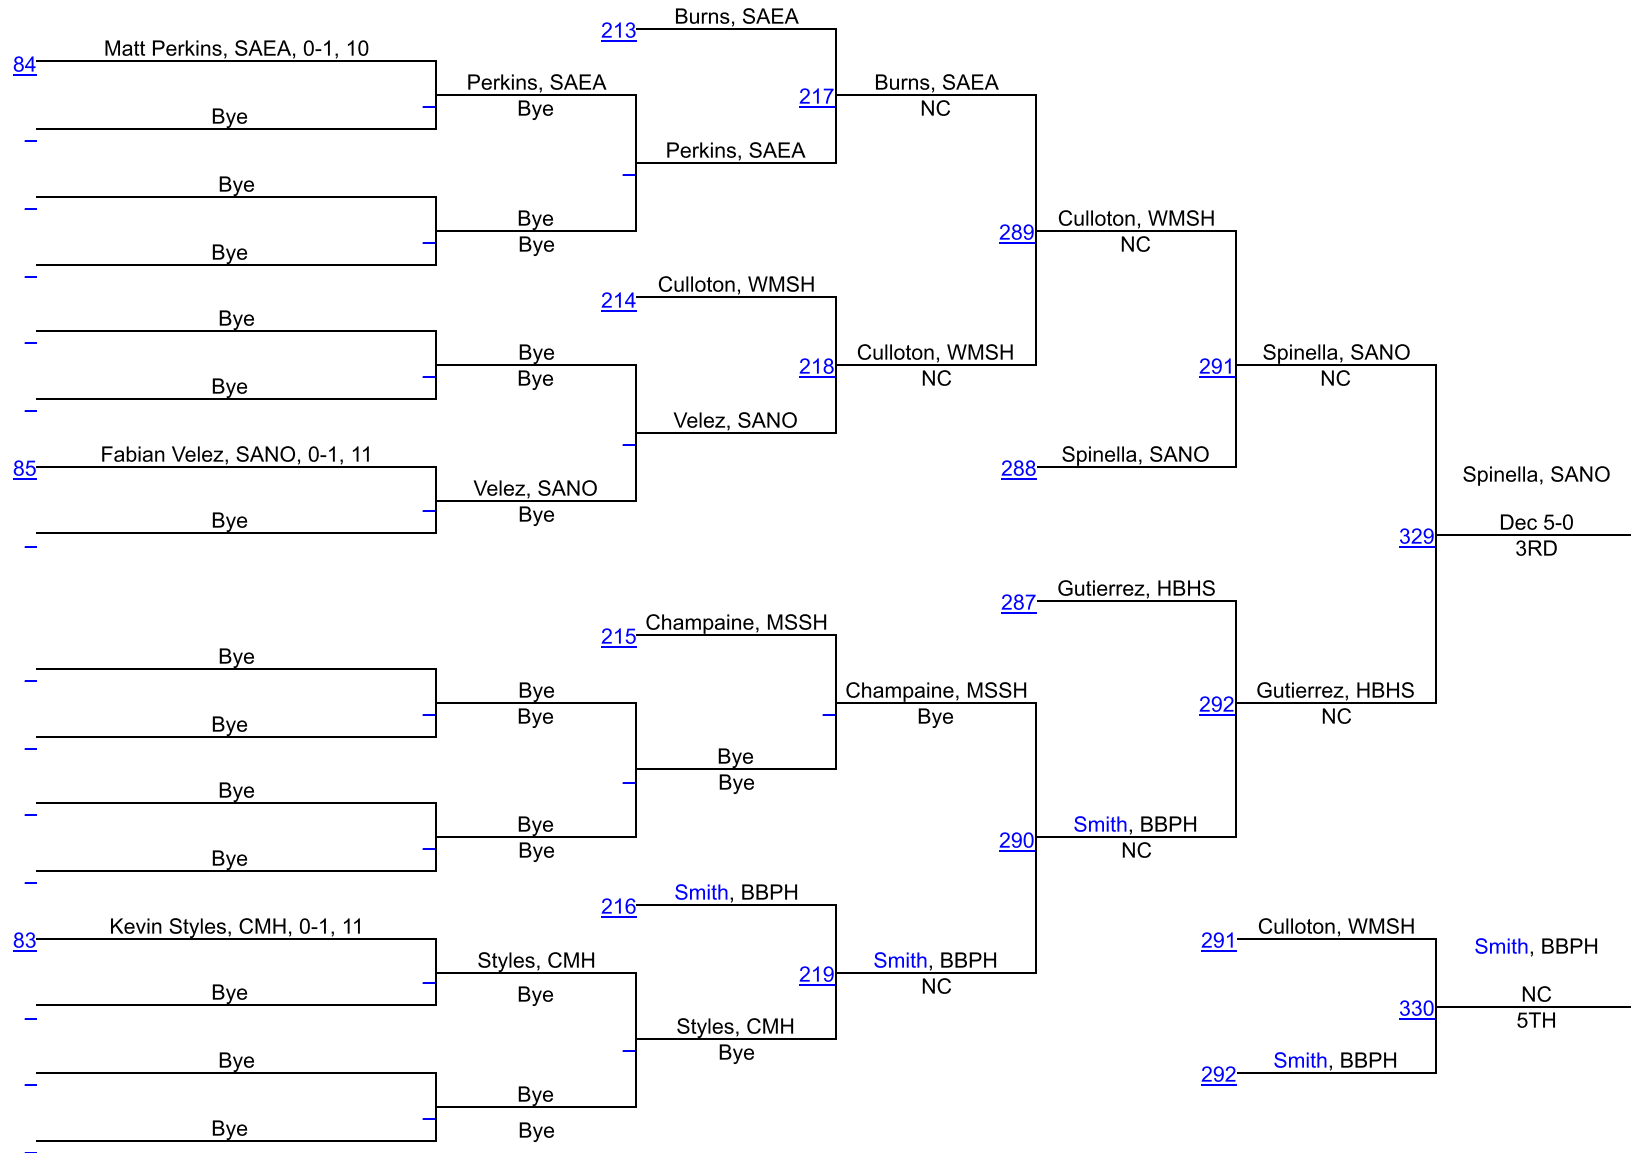 Burns, SAEA
213
Matt Perkins, SAEA, 0-1, 10
84
Perkins, SAEA
Burns, SAEA
217
Bye
NC
Bye
Perkins, SAEA
Bye
Bye
Culloton, WMSH
289
Bye
NC
Bye
Culloton, WMSH
214
Bye
Bye
Culloton, WMSH
Spinella, SANO
218
291
Bye
NC
NC
Bye
Velez, SANO
Fabian Velez, SANO, 0-1, 11
Spinella, SANO
85
288
Spinella, SANO
Velez, SANO
Bye
Bye
Dec 5-0
329
3RD
Gutierrez, HBHS
287
Champaine, MSSH
215
Bye
Bye
Champaine, MSSH
Gutierrez, HBHS
292
Bye
Bye
NC
Bye
Bye
Bye
Bye
Bye
Smith, BBPH
290
Bye
NC
Bye
Smith, BBPH
216
Kevin Styles, CMH, 0-1, 11
Culloton, WMSH
83
291
Smith, BBPH
Styles, CMH
Smith, BBPH
219
Bye
NC
Bye
NC
330
Styles, CMH
5TH
Bye
Bye
Smith, BBPH
292
Bye
Bye
Bye